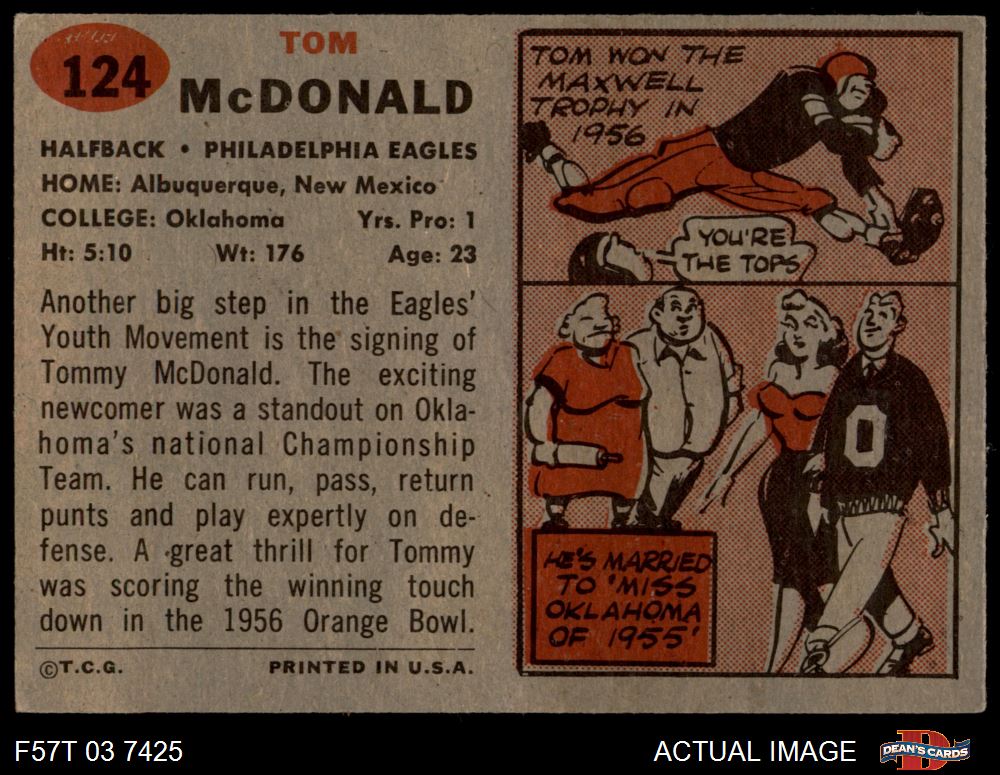 124
TOM
McDONALD
HALFBACK • PHILADELPHIA EAGLES
HOME: Albuquerque, New Mexico
COLLEGE: Oklahoma Yrs. Pro: 1
Ht: 5:10 Wt: 176 Age: 23
Another big step in the Eagles'
Youth Movement is the signing of
Tommy McDonald. The exciting
newcomer was a standout on Okla-
homa's national Championship
Team. He can run, pass, return
punts and play expertly on de-
fense. A great thrill for Tommy
was scoring the winning touch
down in the 1956 Orange Bowl.
©T.C.G. PRINTED IN U.S.A.
TOM WON THE
MAXWELL
TROPHY IN
1956
YOU'RE
THE TOPS
O
HE'S MARRIED
TO 'MISS
OKLAHOMA
OF 1955'
F57T 03 7425
ACTUAL IMAGE
DEAN'S CARDS